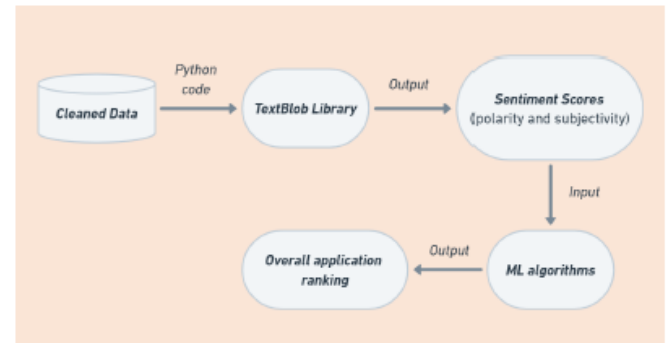 Python
code
Cleaned Data
TextBlob Library
Output
Sentiment Scores
(polarity and subjectivity)
Input
Overall application
ranking
Output
ML algorithms